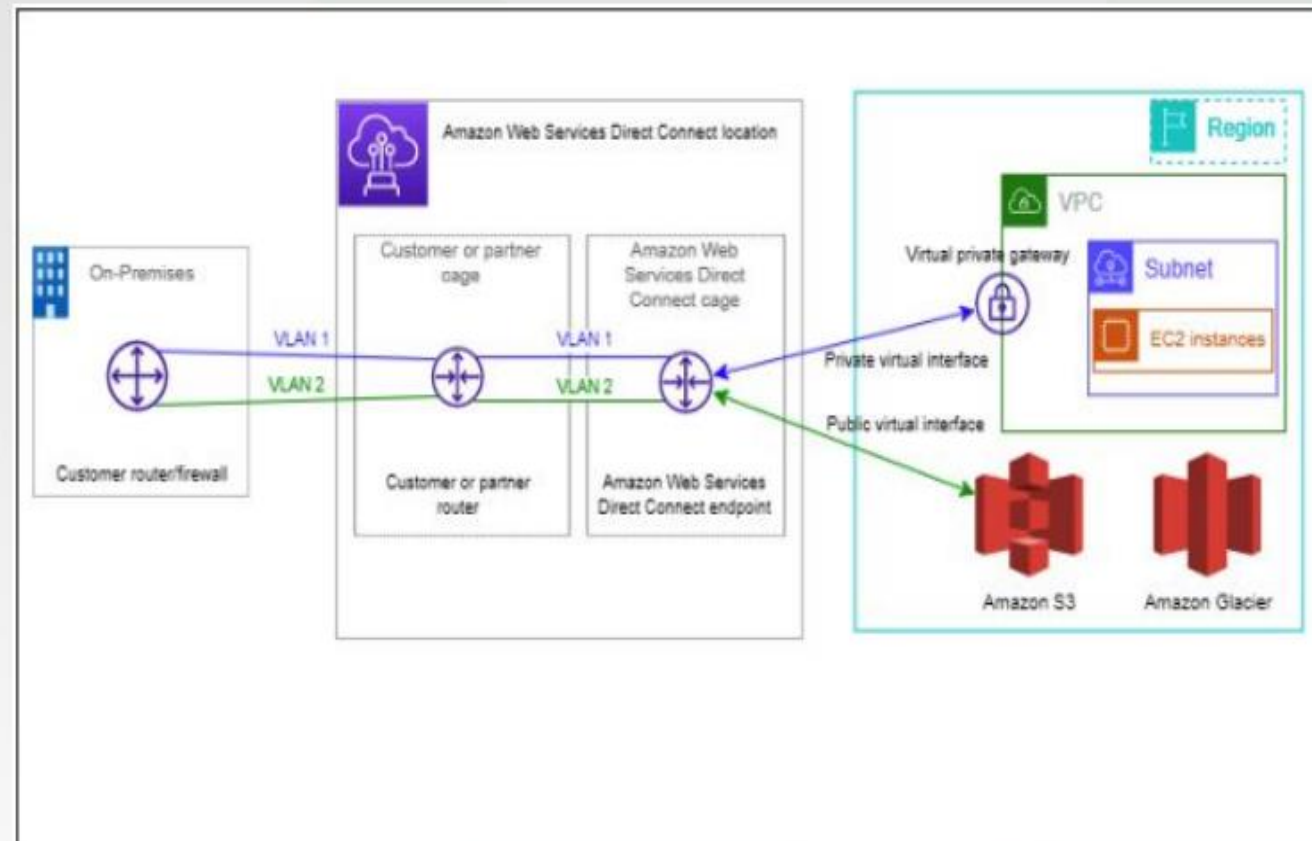 Amazon Web Services Direct Connect location
Region
VPC
Virtual private gateway
Subnet
EC2 instances
On-Premises
Customer or partner
cage
Amazon Web
Services Direct
Connect cage
VLAN 1
VLAN 1
VLAN 2
VLAN 2
Private virtual interface
Public virtual interface
Customer router/firewall
Customer or partner
router
Amazon Web Services
Direct Connect endpoint
Amazon S3
Amazon Glacier